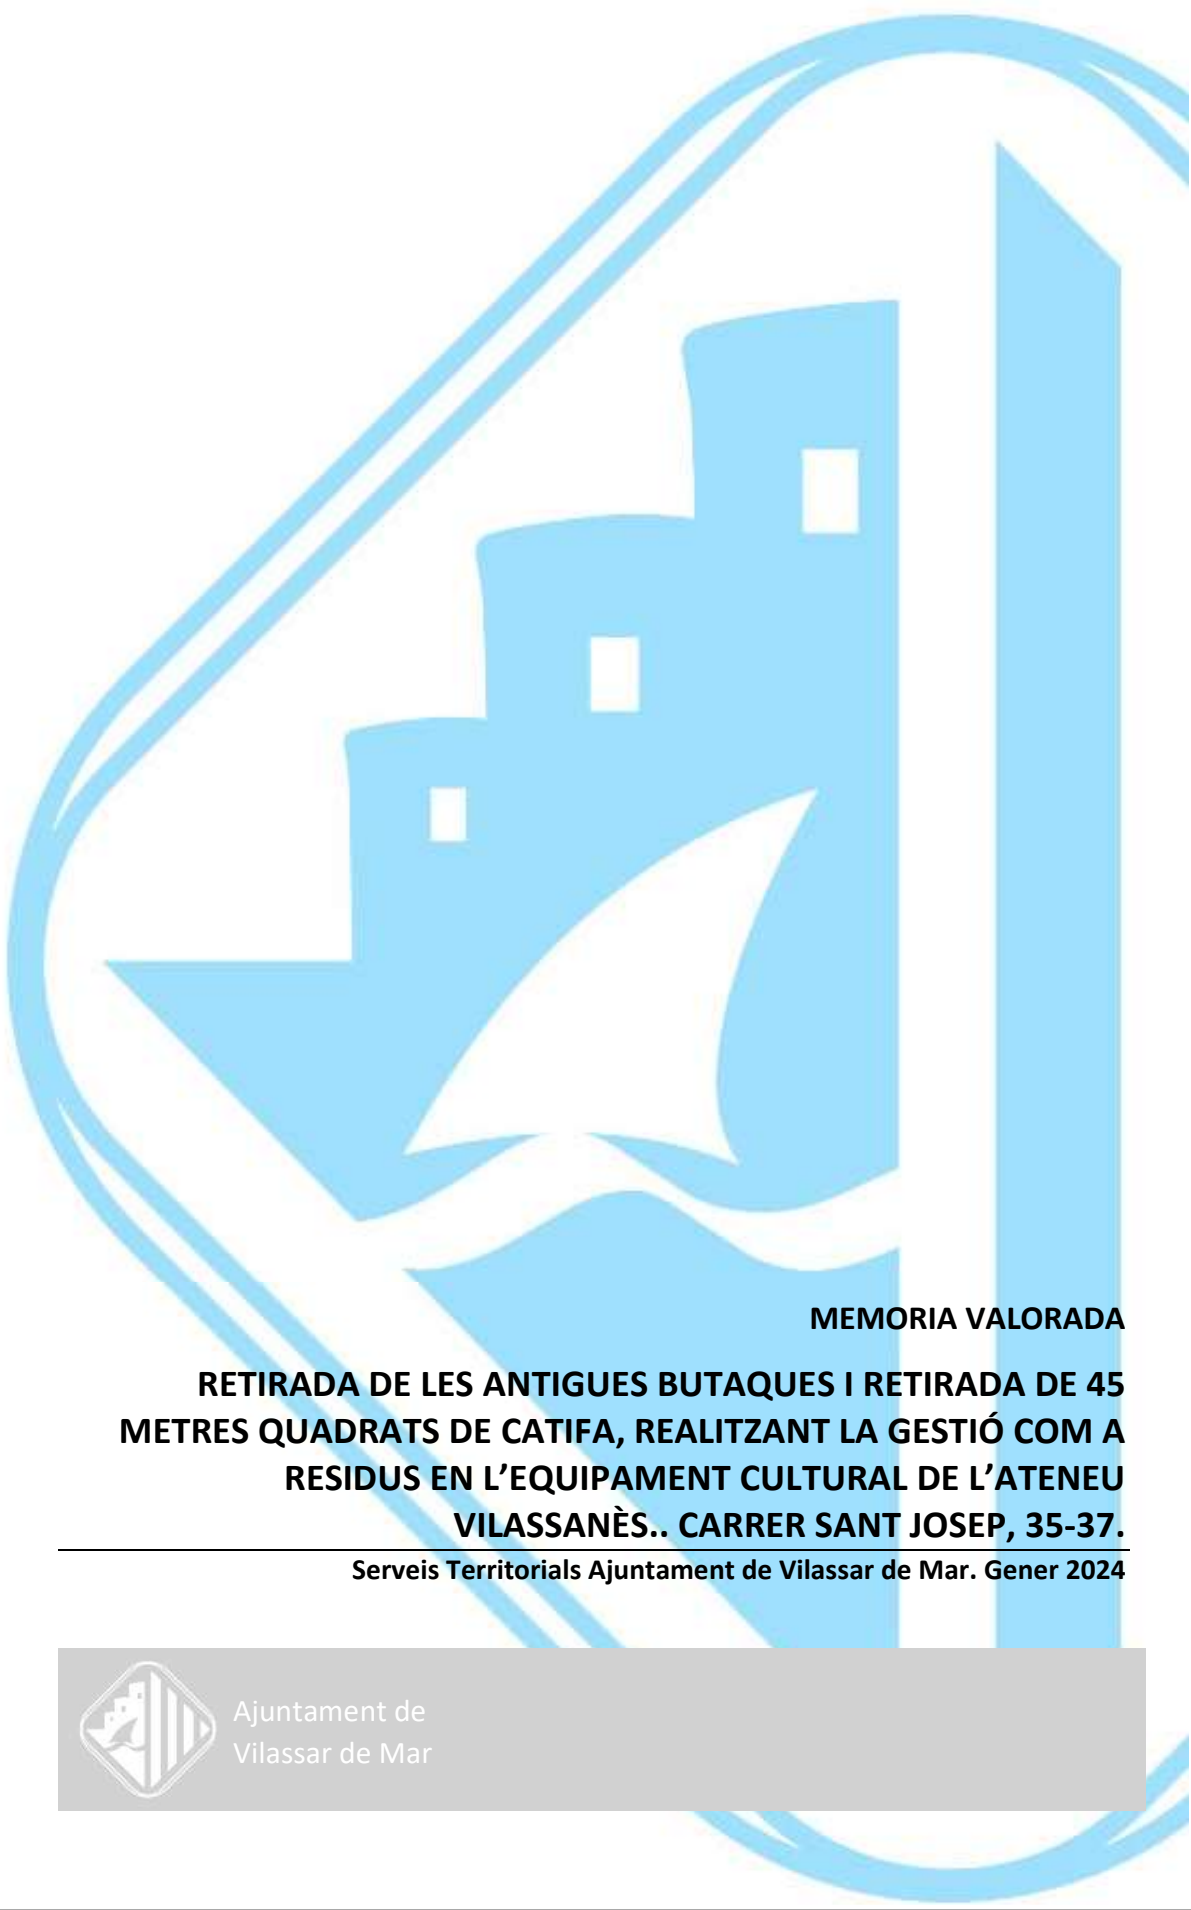 MEMORIA VALORADA
RETIRADA DE LES ANTIGUES BUTAQUES I RETIRADA DE 45
METRES QUADRATS DE CATIFA, REALITZANT LA GESTIÓ COM A
RESIDUS EN L’EQUIPAMENT CULTURAL DE L’ATENEU
VILASSANÈS.. CARRER SANT JOSEP, 35-37.
Serveis Territorials Ajuntament de Vilassar de Mar. Gener 2024
Ajuntament de
Vilassar de Mar